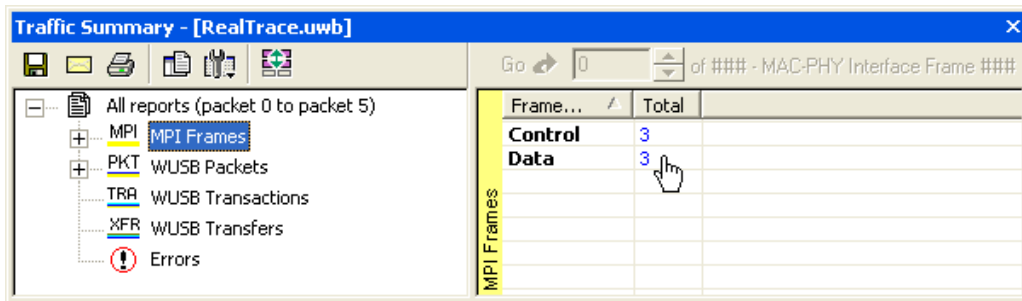 Traffic Summary - [RealTrace.uwb]
Go 0 of ### - MAC-PHY Interface Frame ###
All reports (packet 0 to packet 5)
MPI MPI Frames
PKT WUSB Packets
TRA WUSB Transactions
XFR WUSB Transfers
Errors
MPI Frames
Frame... Total
Control 3
Data 3